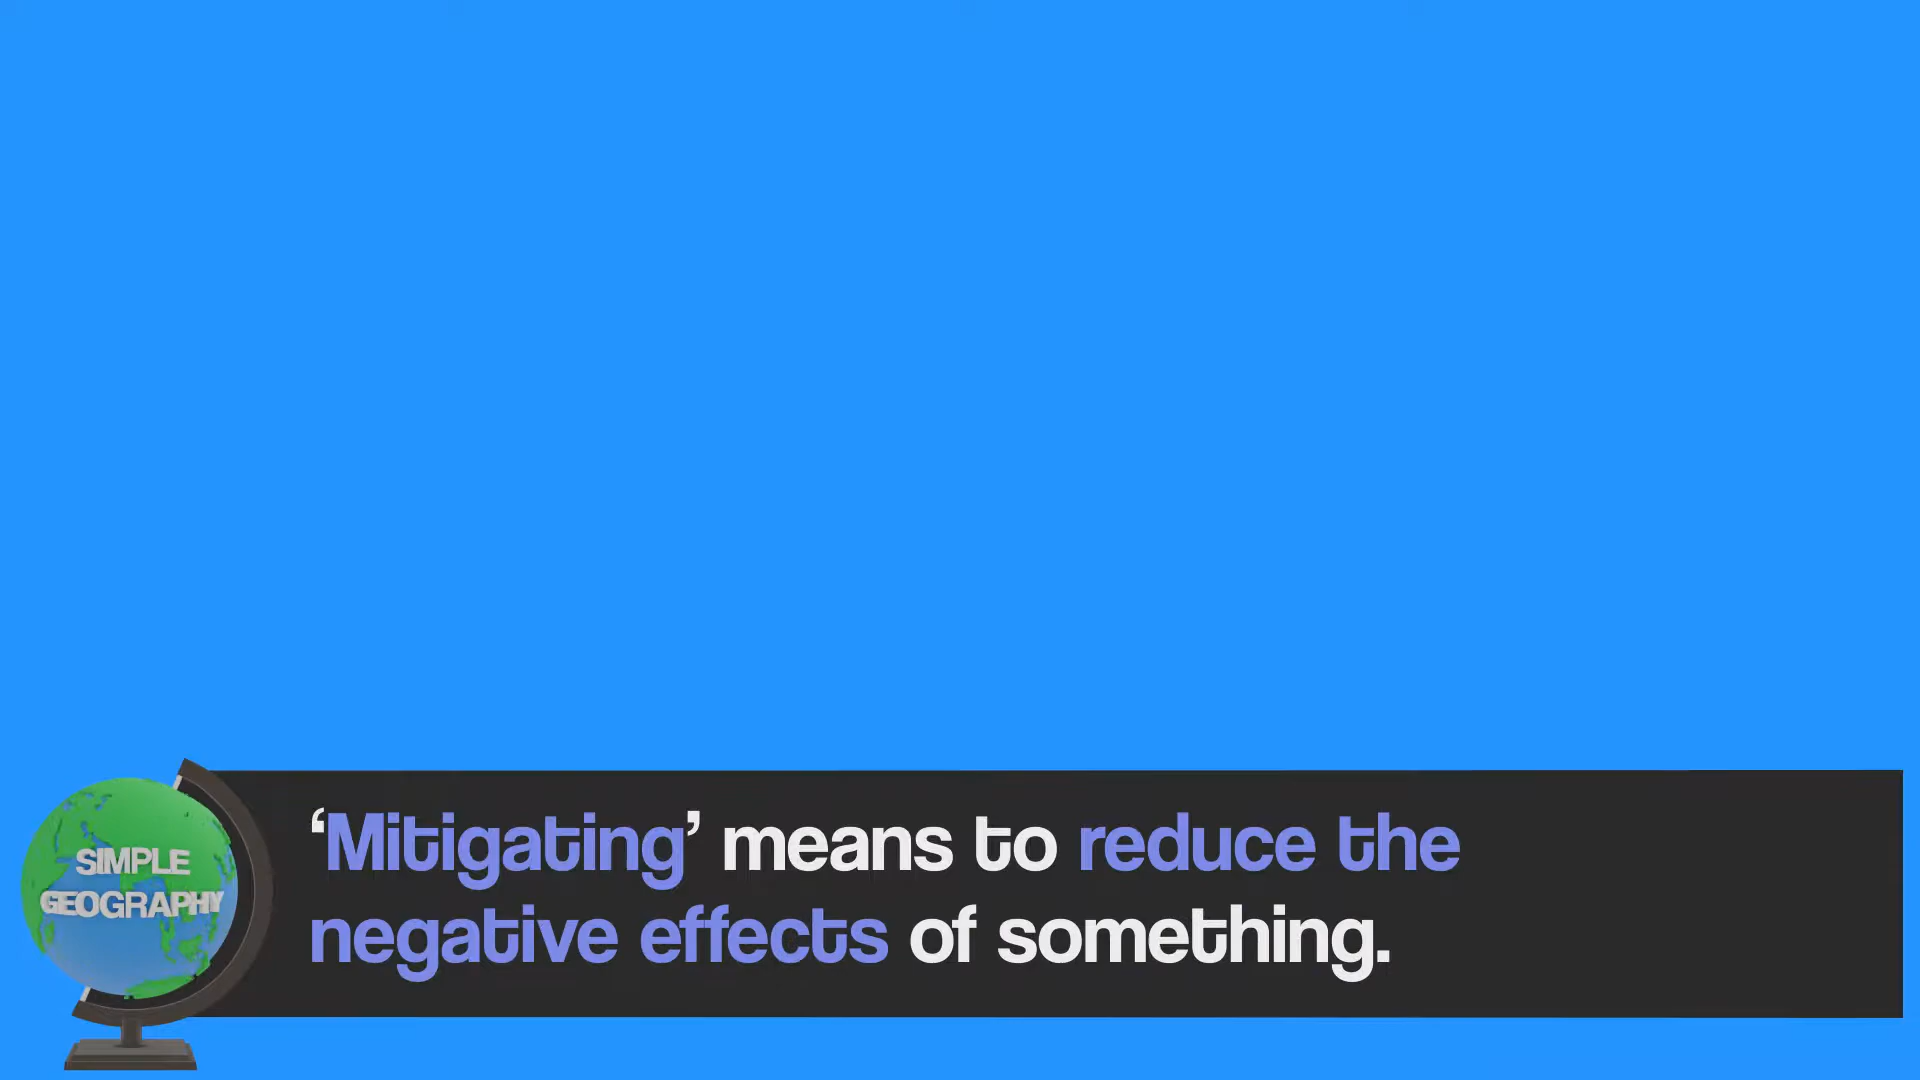 ‘Mitigating’ means to reduce the
negative effects of something.
SIMPLE
GEOGRAPHY